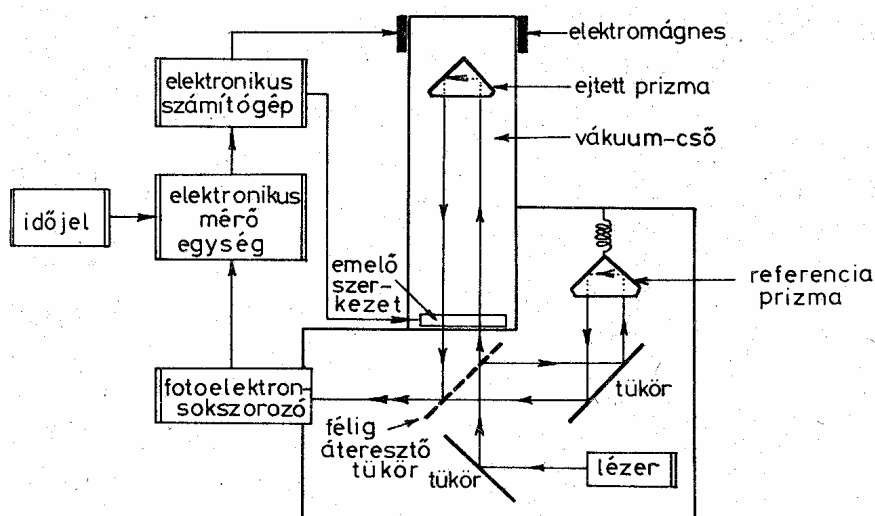 elektromágnes
elektronikus
számítógép
ejtett prizma
vákuum-cső
időjel
elektronikus
mérő
egység
emelő
szer-
kezet
referencia
prizma
fotoelektron-
sokszorozó
félig
áteresztő
tükör
tükör
tükör
lézer